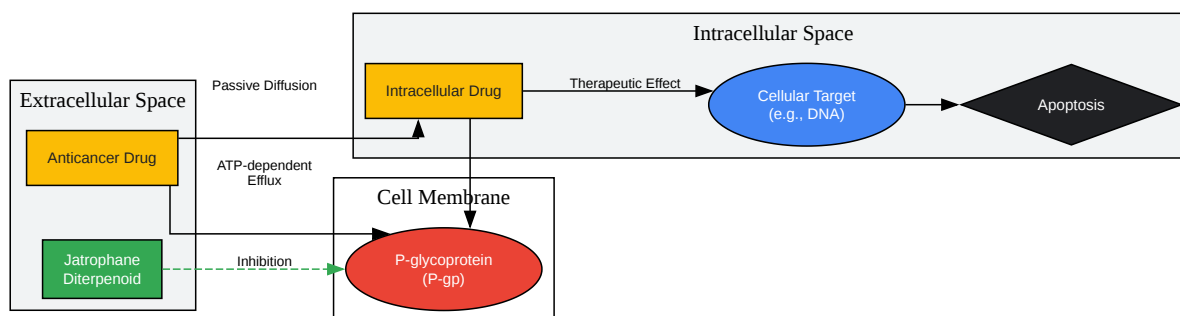 Intracellular Space
Passive Diffusion
Intracellular Drug
Therapeutic Effect
Cellular Target
(e.g., DNA)
Apoptosis
Extracellular Space
Anticancer Drug
ATP-dependent
Efflux
Cell Membrane
Jatrophane
Diterpenoid
Inhibition
P-glycoprotein
(P-gp)